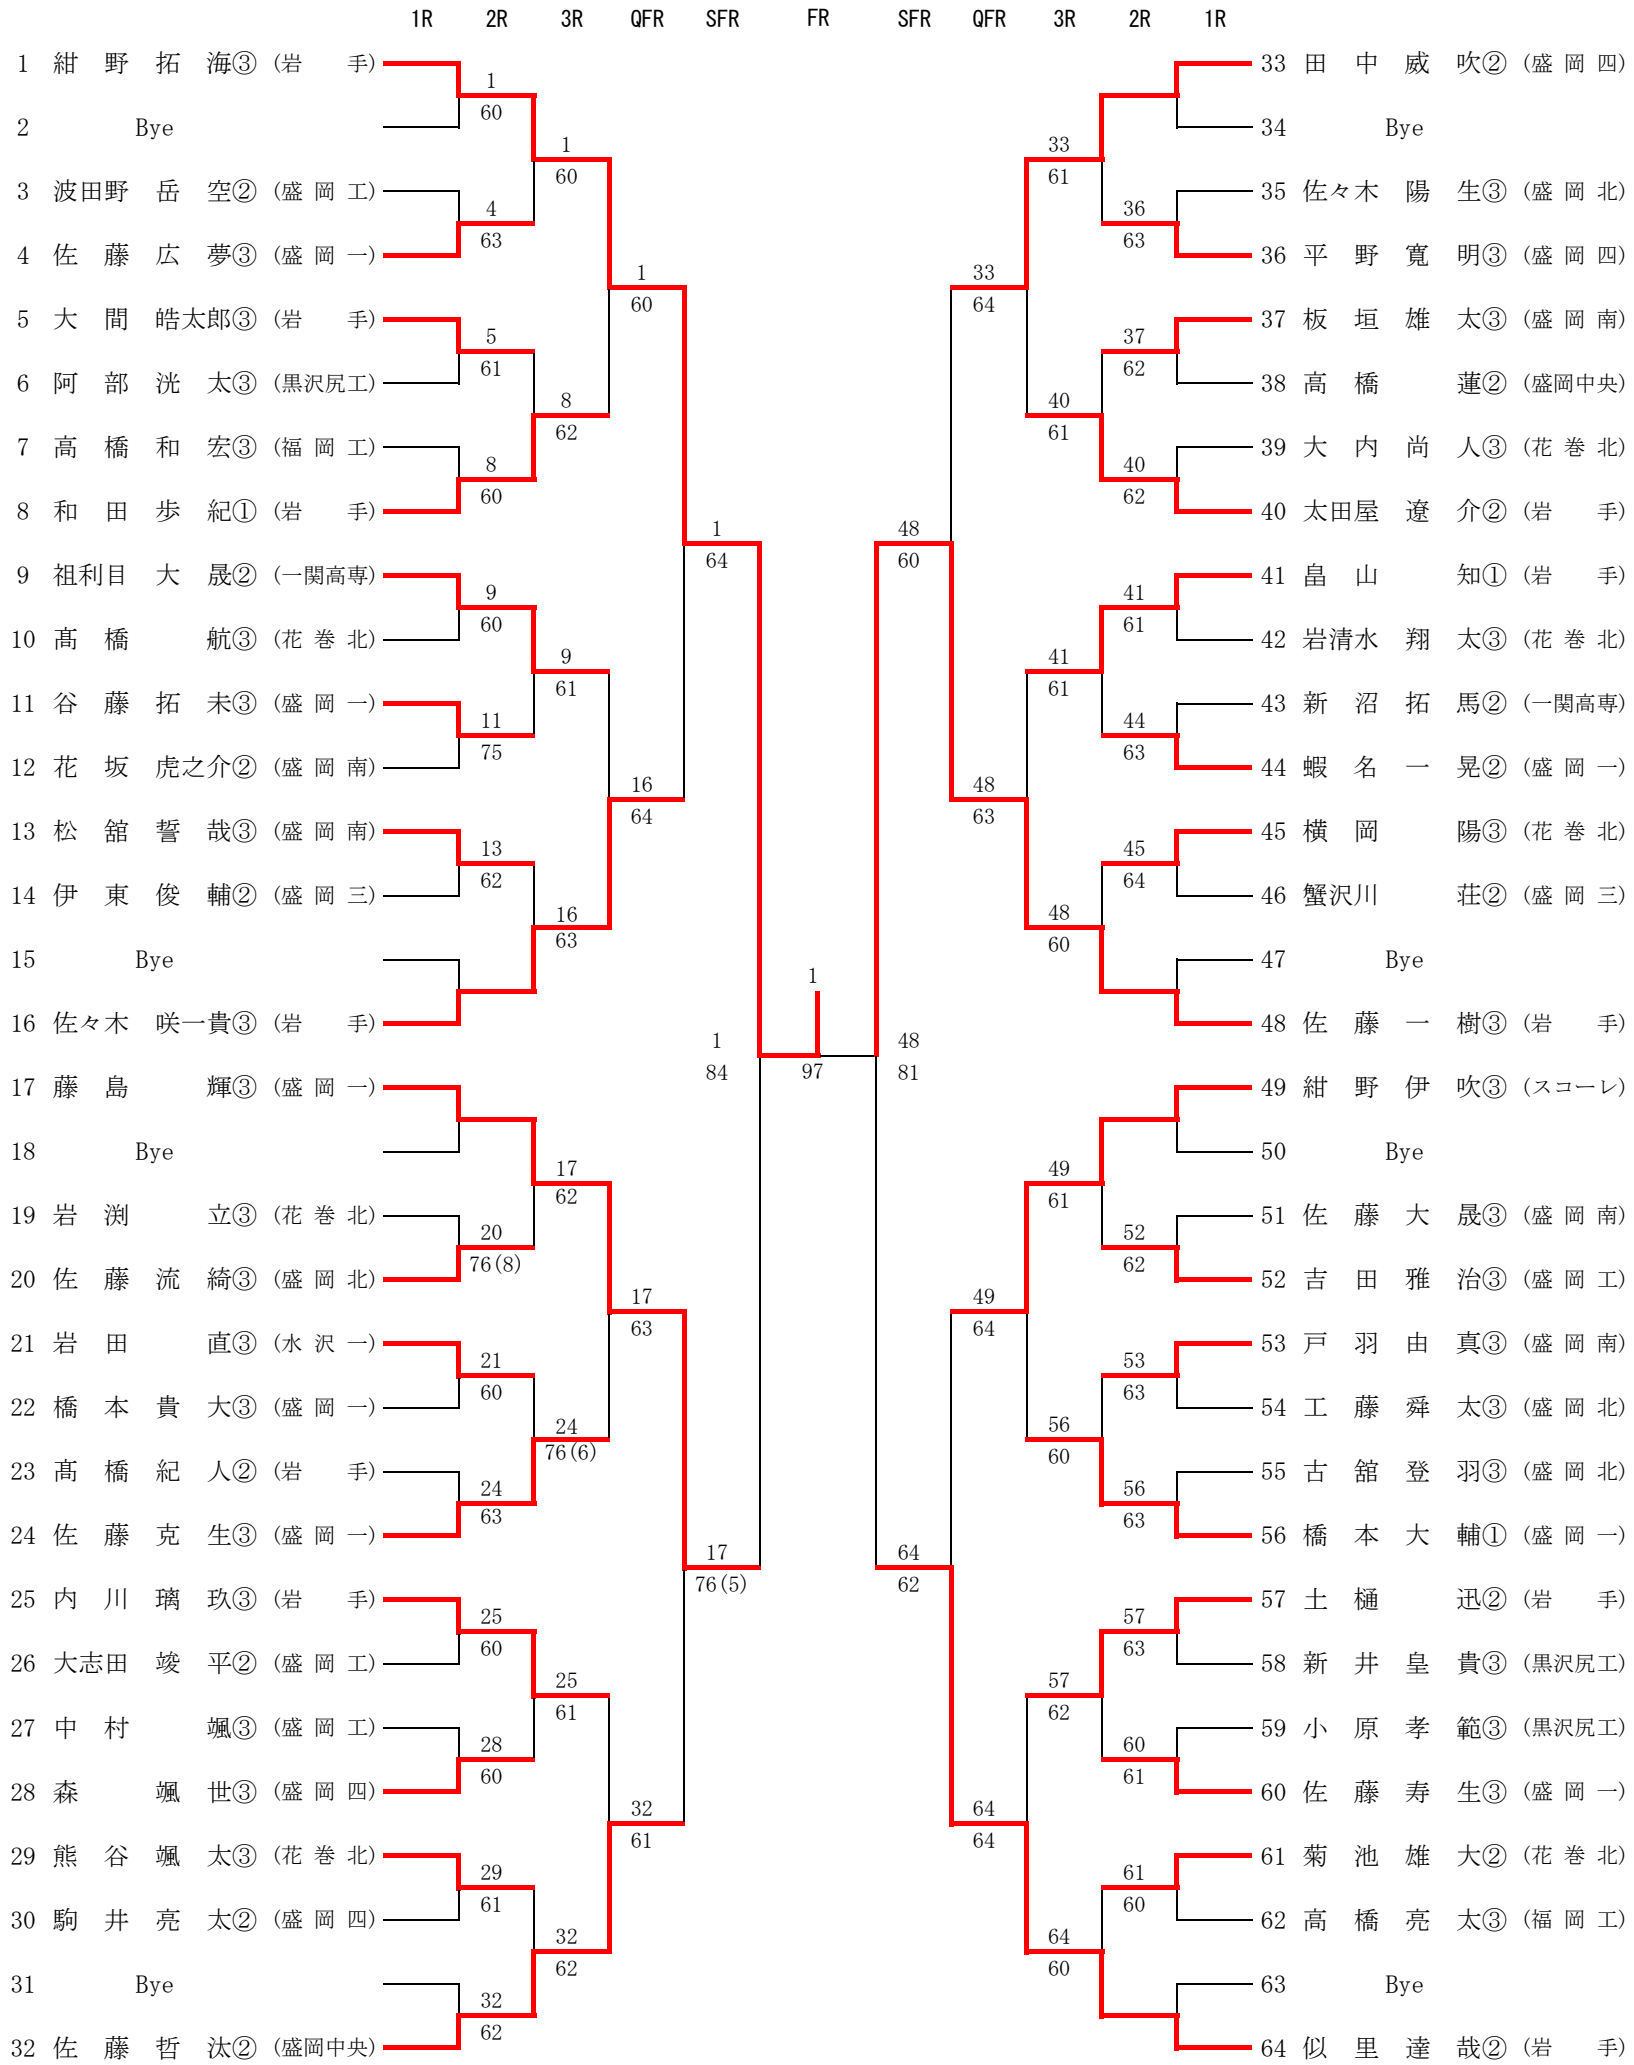 1R 2R 3R QFR SFR FR SFR QFR 3R 2R 1R
1 紺野拓海③ (岩手) 33 田中威吹② (盛岡四)
1
60
2 Bye 34 Bye
1 33
60 61
3 波田野岳空② (盛岡工) 35 佐々木陽生③ (盛岡北)
4 36
63 63
4 佐藤広夢③ (盛岡一) 36 平野寛明③ (盛岡四)
1 33
60 64
5 大間皓太郎③ (岩手) 37 板垣雄太③ (盛岡南)
5 37
61 62
6 阿部洸太③ (黒沢尻工) 38 高橋蓮② (盛岡中央)
8 40
62 61
7 高橋和宏③ (福岡工) 39 大内尚人③ (花巻北)
8 40
60 62
8 和田歩紀① (岩手) 40 太田屋遼介② (岩手)
1 48
64 60
9 祖利目大晟② (一関高専) 41 畠山知① (岩手)
9 41
60 61
10 髙橋航③ (花巻北) 42 岩清水翔太③ (花巻北)
9 41
61 61
11 谷藤拓未③ (盛岡一) 43 新沼拓馬② (一関高専)
11 44
75 63
12 花坂虎之介② (盛岡南) 44 蝦名一晃② (盛岡一)
16 48
64 63
13 松舘誓哉③ (盛岡南) 45 横岡陽③ (花巻北)
13 45
62 64
14 伊東俊輔② (盛岡三) 46 蟹沢川荘② (盛岡三)
16 48
63 60
15 Bye 47 Bye
1
16 佐々木咲一貴③ (岩手) 48 佐藤一樹③ (岩手)
1 48
84 97 81
17 藤島輝③ (盛岡一) 49 紺野伊吹③ (スコーレ)
18 Bye 50 Bye
17 49
62 61
19 岩渕立③ (花巻北) 51 佐藤大晟③ (盛岡南)
20 52
76(8) 62
20 佐藤流綺③ (盛岡北) 52 吉田雅治③ (盛岡工)
17 49
63 64
21 岩田直③ (水沢一) 53 戸羽由真③ (盛岡南)
21 53
60 63
22 橋本貴大③ (盛岡一) 54 工藤舜太③ (盛岡北)
24 56
76(6) 60
23 髙橋紀人② (岩手) 55 古舘登羽③ (盛岡北)
24 56
63 63
24 佐藤克生③ (盛岡一) 56 橋本大輔① (盛岡一)
17 64
76(5) 62
25 内川璃玖③ (岩手) 57 土樋迅② (岩手)
25 57
60 63
26 大志田竣平② (盛岡工) 58 新井皇貴③ (黒沢尻工)
25 57
61 62
27 中村颯③ (盛岡工) 59 小原孝範③ (黒沢尻工)
28 60
60 61
28 森颯世③ (盛岡四) 60 佐藤寿生③ (盛岡一)
32 64
61 64
29 熊谷颯太③ (花巻北) 61 菊池雄大② (花巻北)
29 61
61 60
30 駒井亮太② (盛岡四) 62 高橋亮太③ (福岡工)
32 64
62 60
31 Bye 63 Bye
32
62
32 佐藤哲汰② (盛岡中央) 64 似里達哉② (岩手)